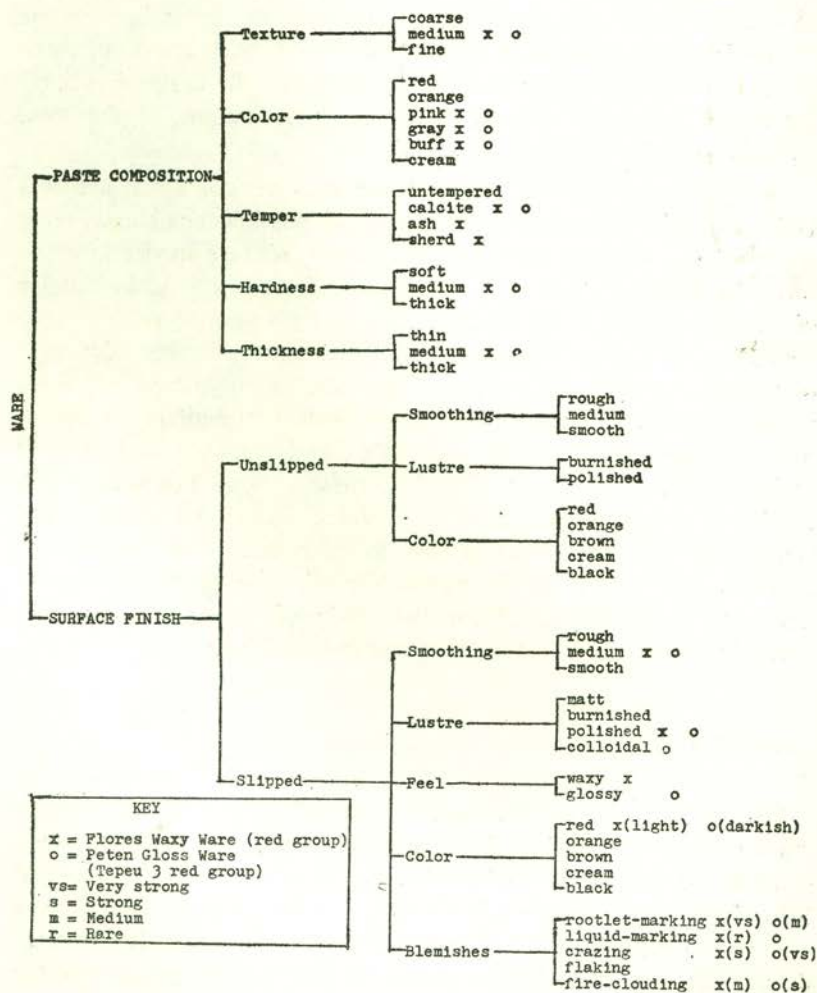 Texture
coarse
medium x o
fine
Color
red
orange
pink x o
gray x o
buff x o
cream
PASTE COMPOSITION
Temper
untempered
calcite x o
ash x
sherd x
Hardness
soft
medium x o
thick
Thickness
thin
medium x o
thick
WARE
Unslipped
Smoothing
rough
medium
smooth
Lustre
burnished
polished
Color
red
orange
brown
cream
black
SURFACE FINISH
Slipped
Smoothing
rough
medium x o
smooth
Lustre
matt
burnished
polished x o
colloidal o
Feel
waxy x
glossy o
Color
red x(light) o(darkish)
orange
brown
cream
black
Blemishes
rootlet-marking x(vs) o(m)
liquid-marking x(r) o
crazing x(s) o(vs)
flaking
fire-clouding x(m) o(s)
KEY
x = Flores Waxy Ware (red group)
o = Peten Gloss Ware
(Tepeu 3 red group)
vs= Very strong
s = Strong
m = Medium
r = Rare